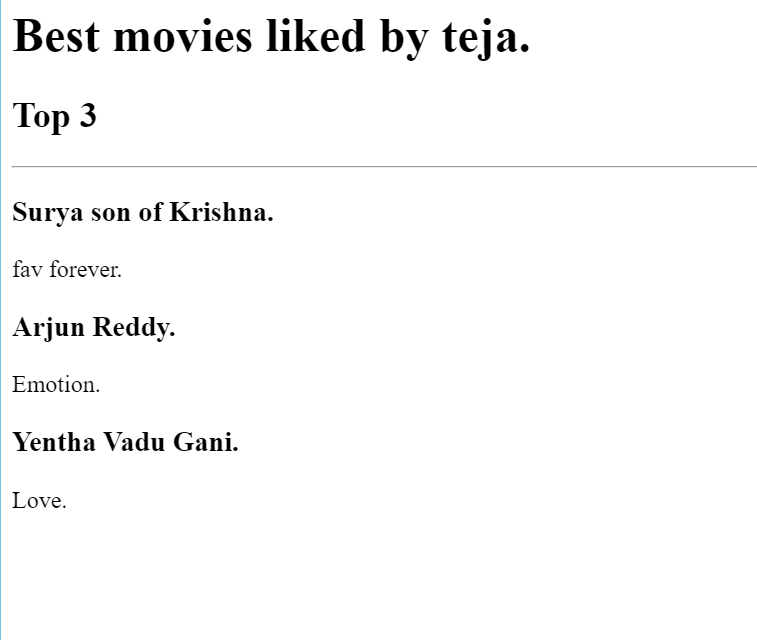 Best movies liked by teja.
Top 3
Surya son of Krishna.
fav forever.
Arjun Reddy.
Emotion.
Yentha Vadu Gani.
Love.